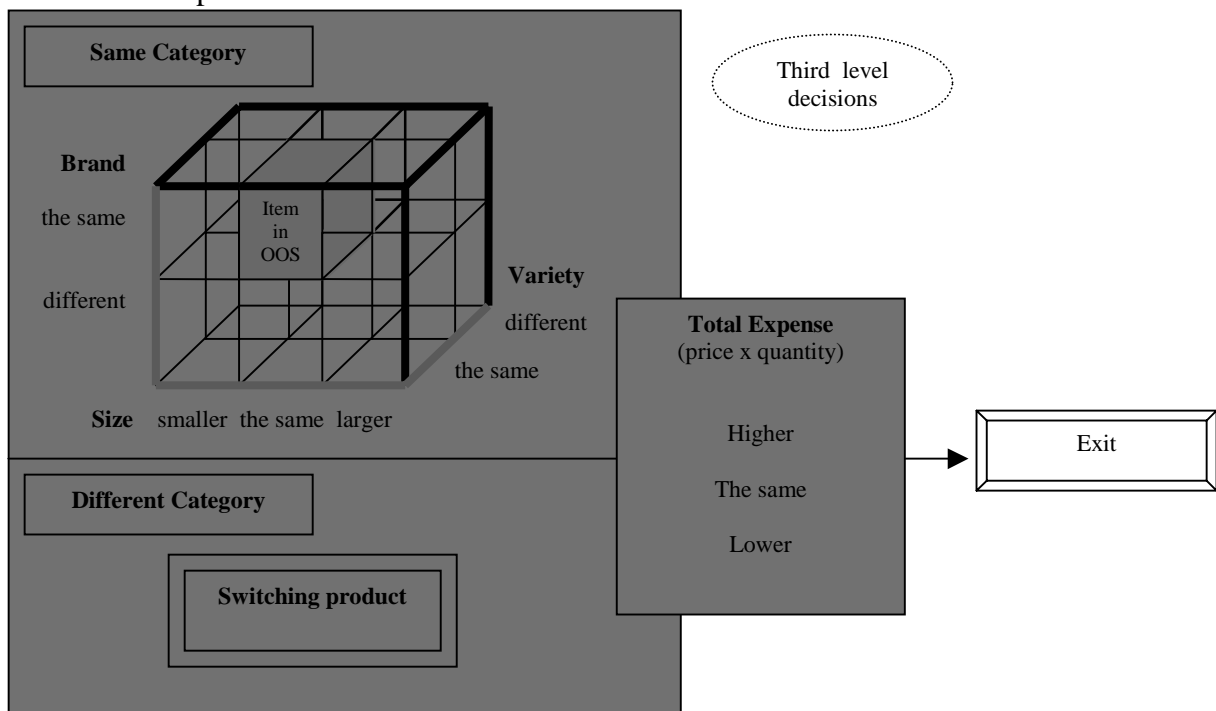 Same Category
Third level
decisions
Brand
the same
different
Item
in
OOS
Variety
different
the same
Size smaller the same larger
Total Expense
(price x quantity)
Higher
The same
Lower
Exit
Different Category
Switching product